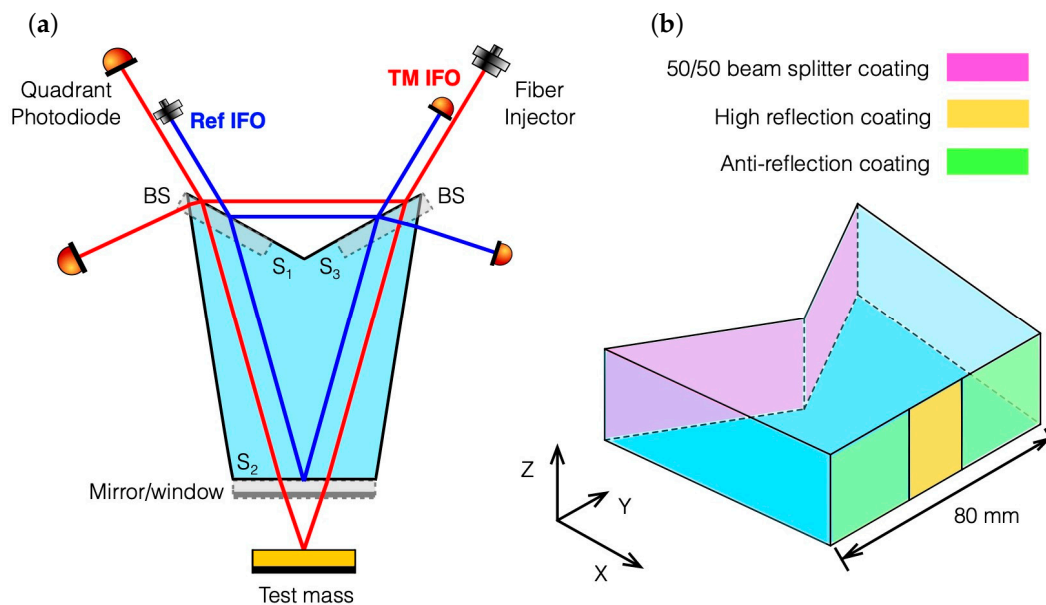 (a)
Quadrant
Photodiode
Ref IFO
TM IFO
Fiber
Injector
BS
BS
S1
S3
S2
Mirror/window
Test mass
(b)
50/50 beam splitter coating
High reflection coating
Anti-reflection coating
Z
Y
X
80 mm